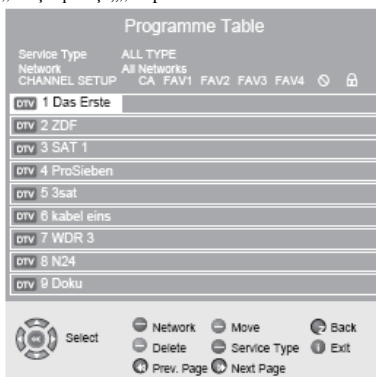 Programme Table
Service Type ALL TYPE
Network All Networks
CHANNEL SETUP CA FAV1 FAV2 FAV3 FAV4
DTV 1 Das Erste
DTV 2 ZDF
DTV 3 SAT 1
DTV 4 ProSieben
DTV 5 3sat
DTV 6 kabel eins
DTV 7 WDR 3
DTV 8 N24
DTV 9 Doku
OK Select
Network Move Back
Delete Service Type i Exit
Prev. Page Next Page